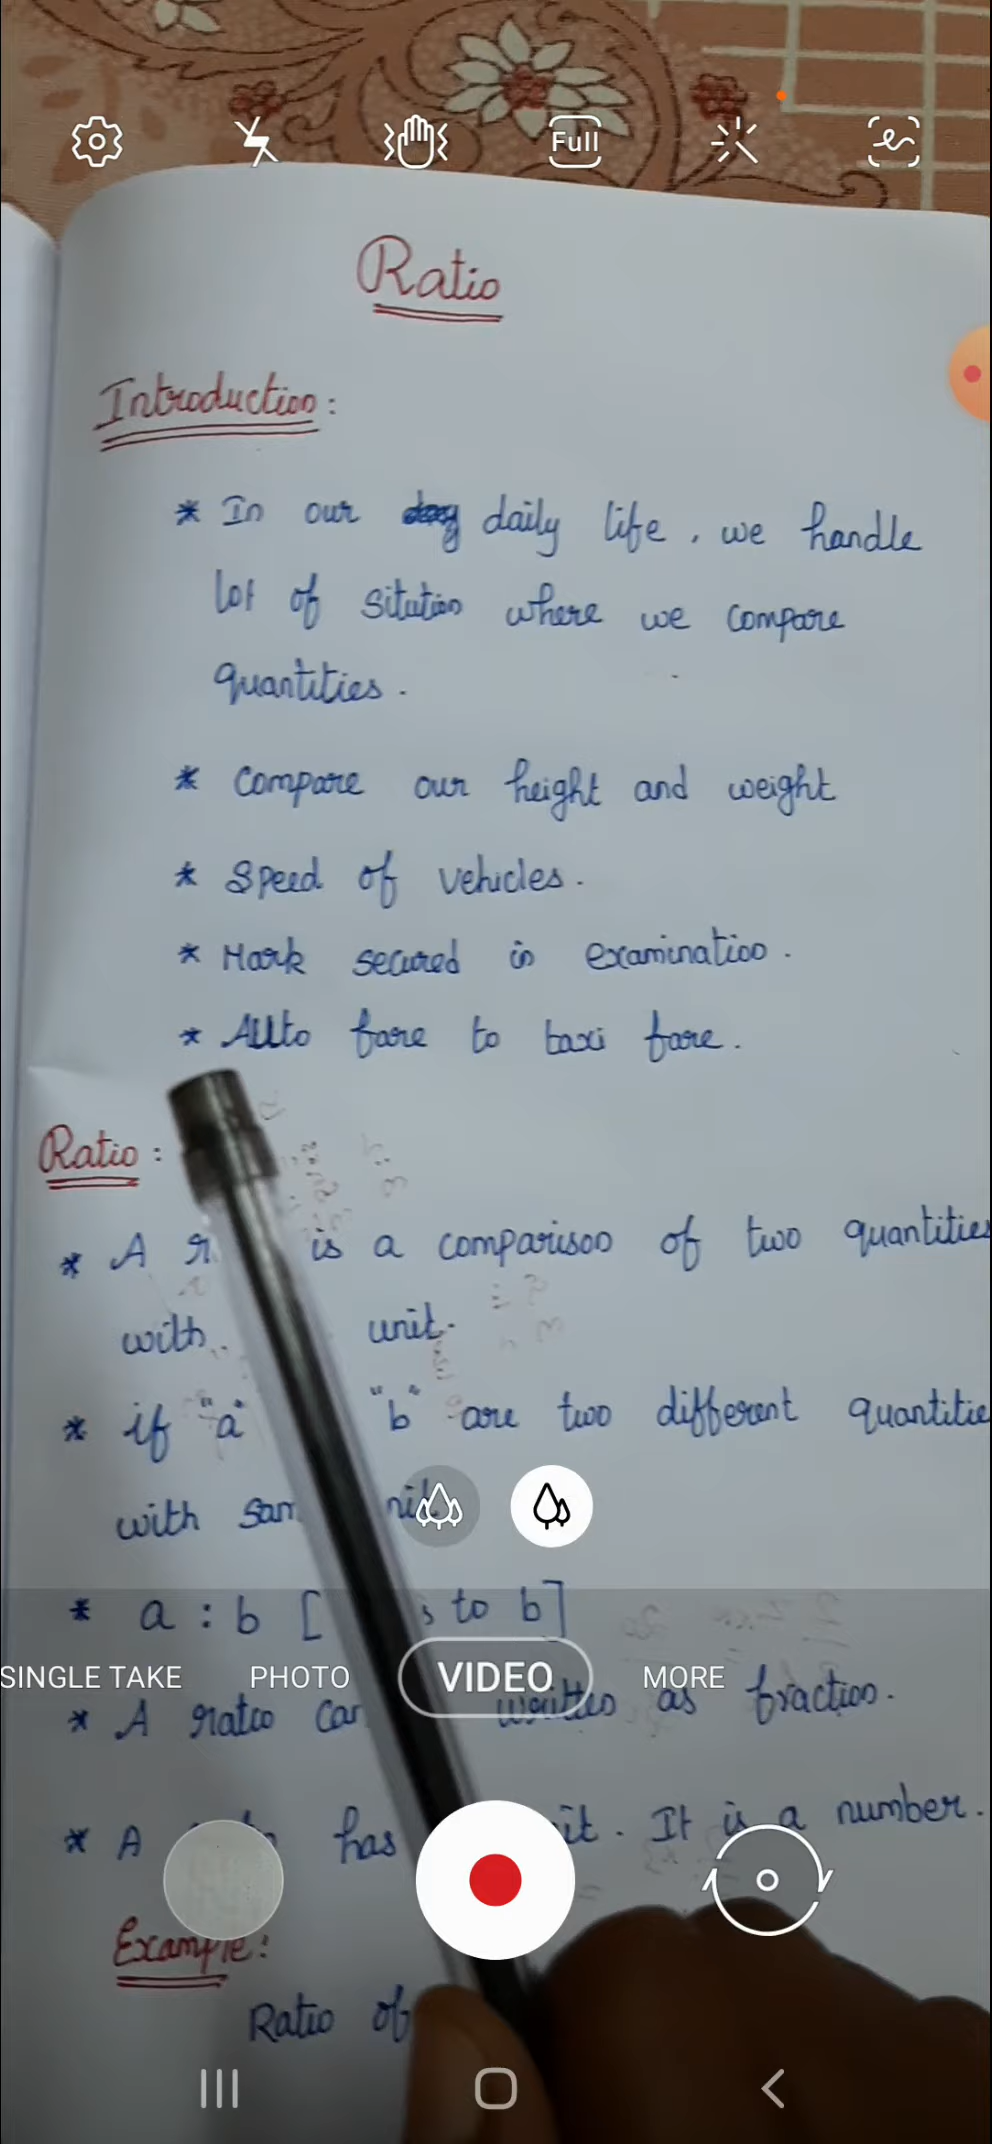 Full
Ratio
Introduction:
* In our daily life, we handle
lot of sitution where we compare
quantities.
* Compare our height and weight
* Speed of vehicles.
* Mark secured in examination.
* Auto fare to taxi fare.
Ratio:
* A is a comparison of two quantities
with unit.
* if "a" "b" are two different quantitie
with
* a : b [ s to b]
SINGLE TAKE PHOTO VIDEO MORE
* A ratio written as fraction.
* A has It is a number.
Example:
Ratio of